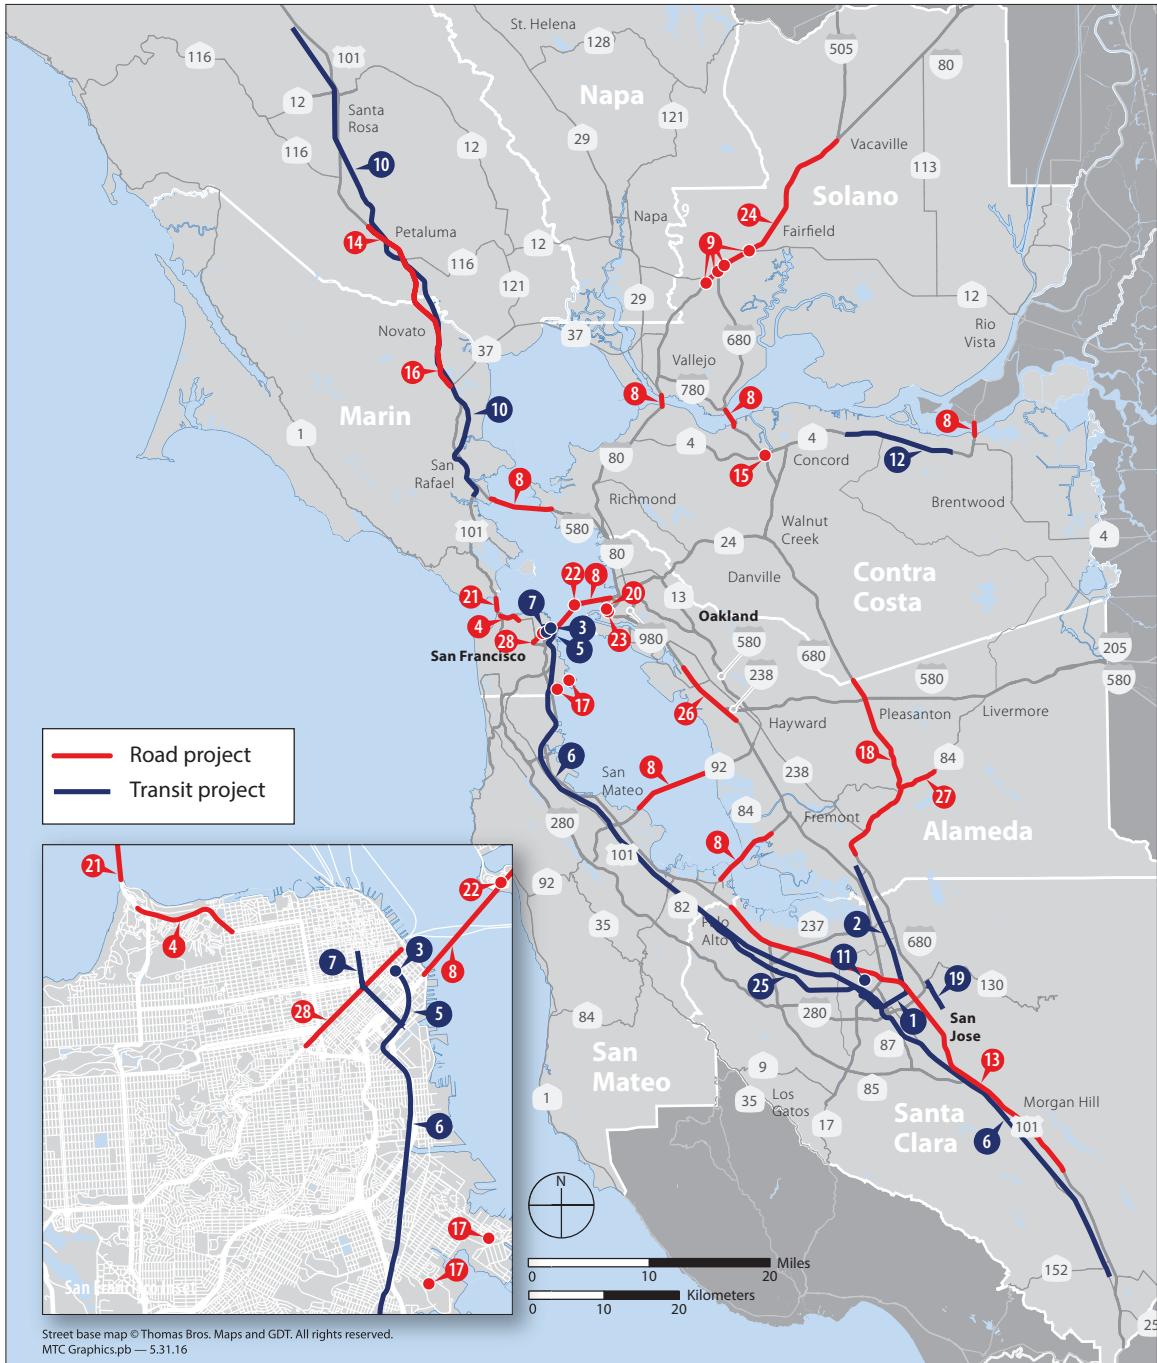 St. Helena
128
505
80
116
101
Napa
12
Santa
Rosa
121
29
116
12
Vacaville
113
10
Solano
24
Napa
Fairfield
14
Petaluma
9
12
116
121
29
12
Rio
Vista
Novato
37
37
680
16
Vallejo
780
8
8
10
Marin
8
1
4
4
Concord
12
San
Rafael
80
15
8
Richmond
Brentwood
101
580
Walnut
Creek
4
80
24
22
8
Danville
Contra
Costa
21
20
13
7
4
3
Oakland
28
5
23
980
580
205
San Francisco
680
238
580
580
17
26
Pleasanton
Livermore
Hayward
Road project
18
84
6
San
Mateo
8
92
238
27
Transit project
84
Fremont
280
Alameda
8
101
21
22
92
82
Palo
Alto
237
2
35
680
4
11
3
7
8
25
19
130
28
5
280
1
San
Jose
84
87
San
Mateo
9
13
85
Los
Gatos
1
35
Morgan Hill
Santa
Clara
101
17
6
6
N
17
0 10 20 Miles
152
17
San Francisco Inset
0 10 20 Kilometers
25
Street base map © Thomas Bros. Maps and GDT. All rights reserved.
MTC Graphics.pb — 5.31.16